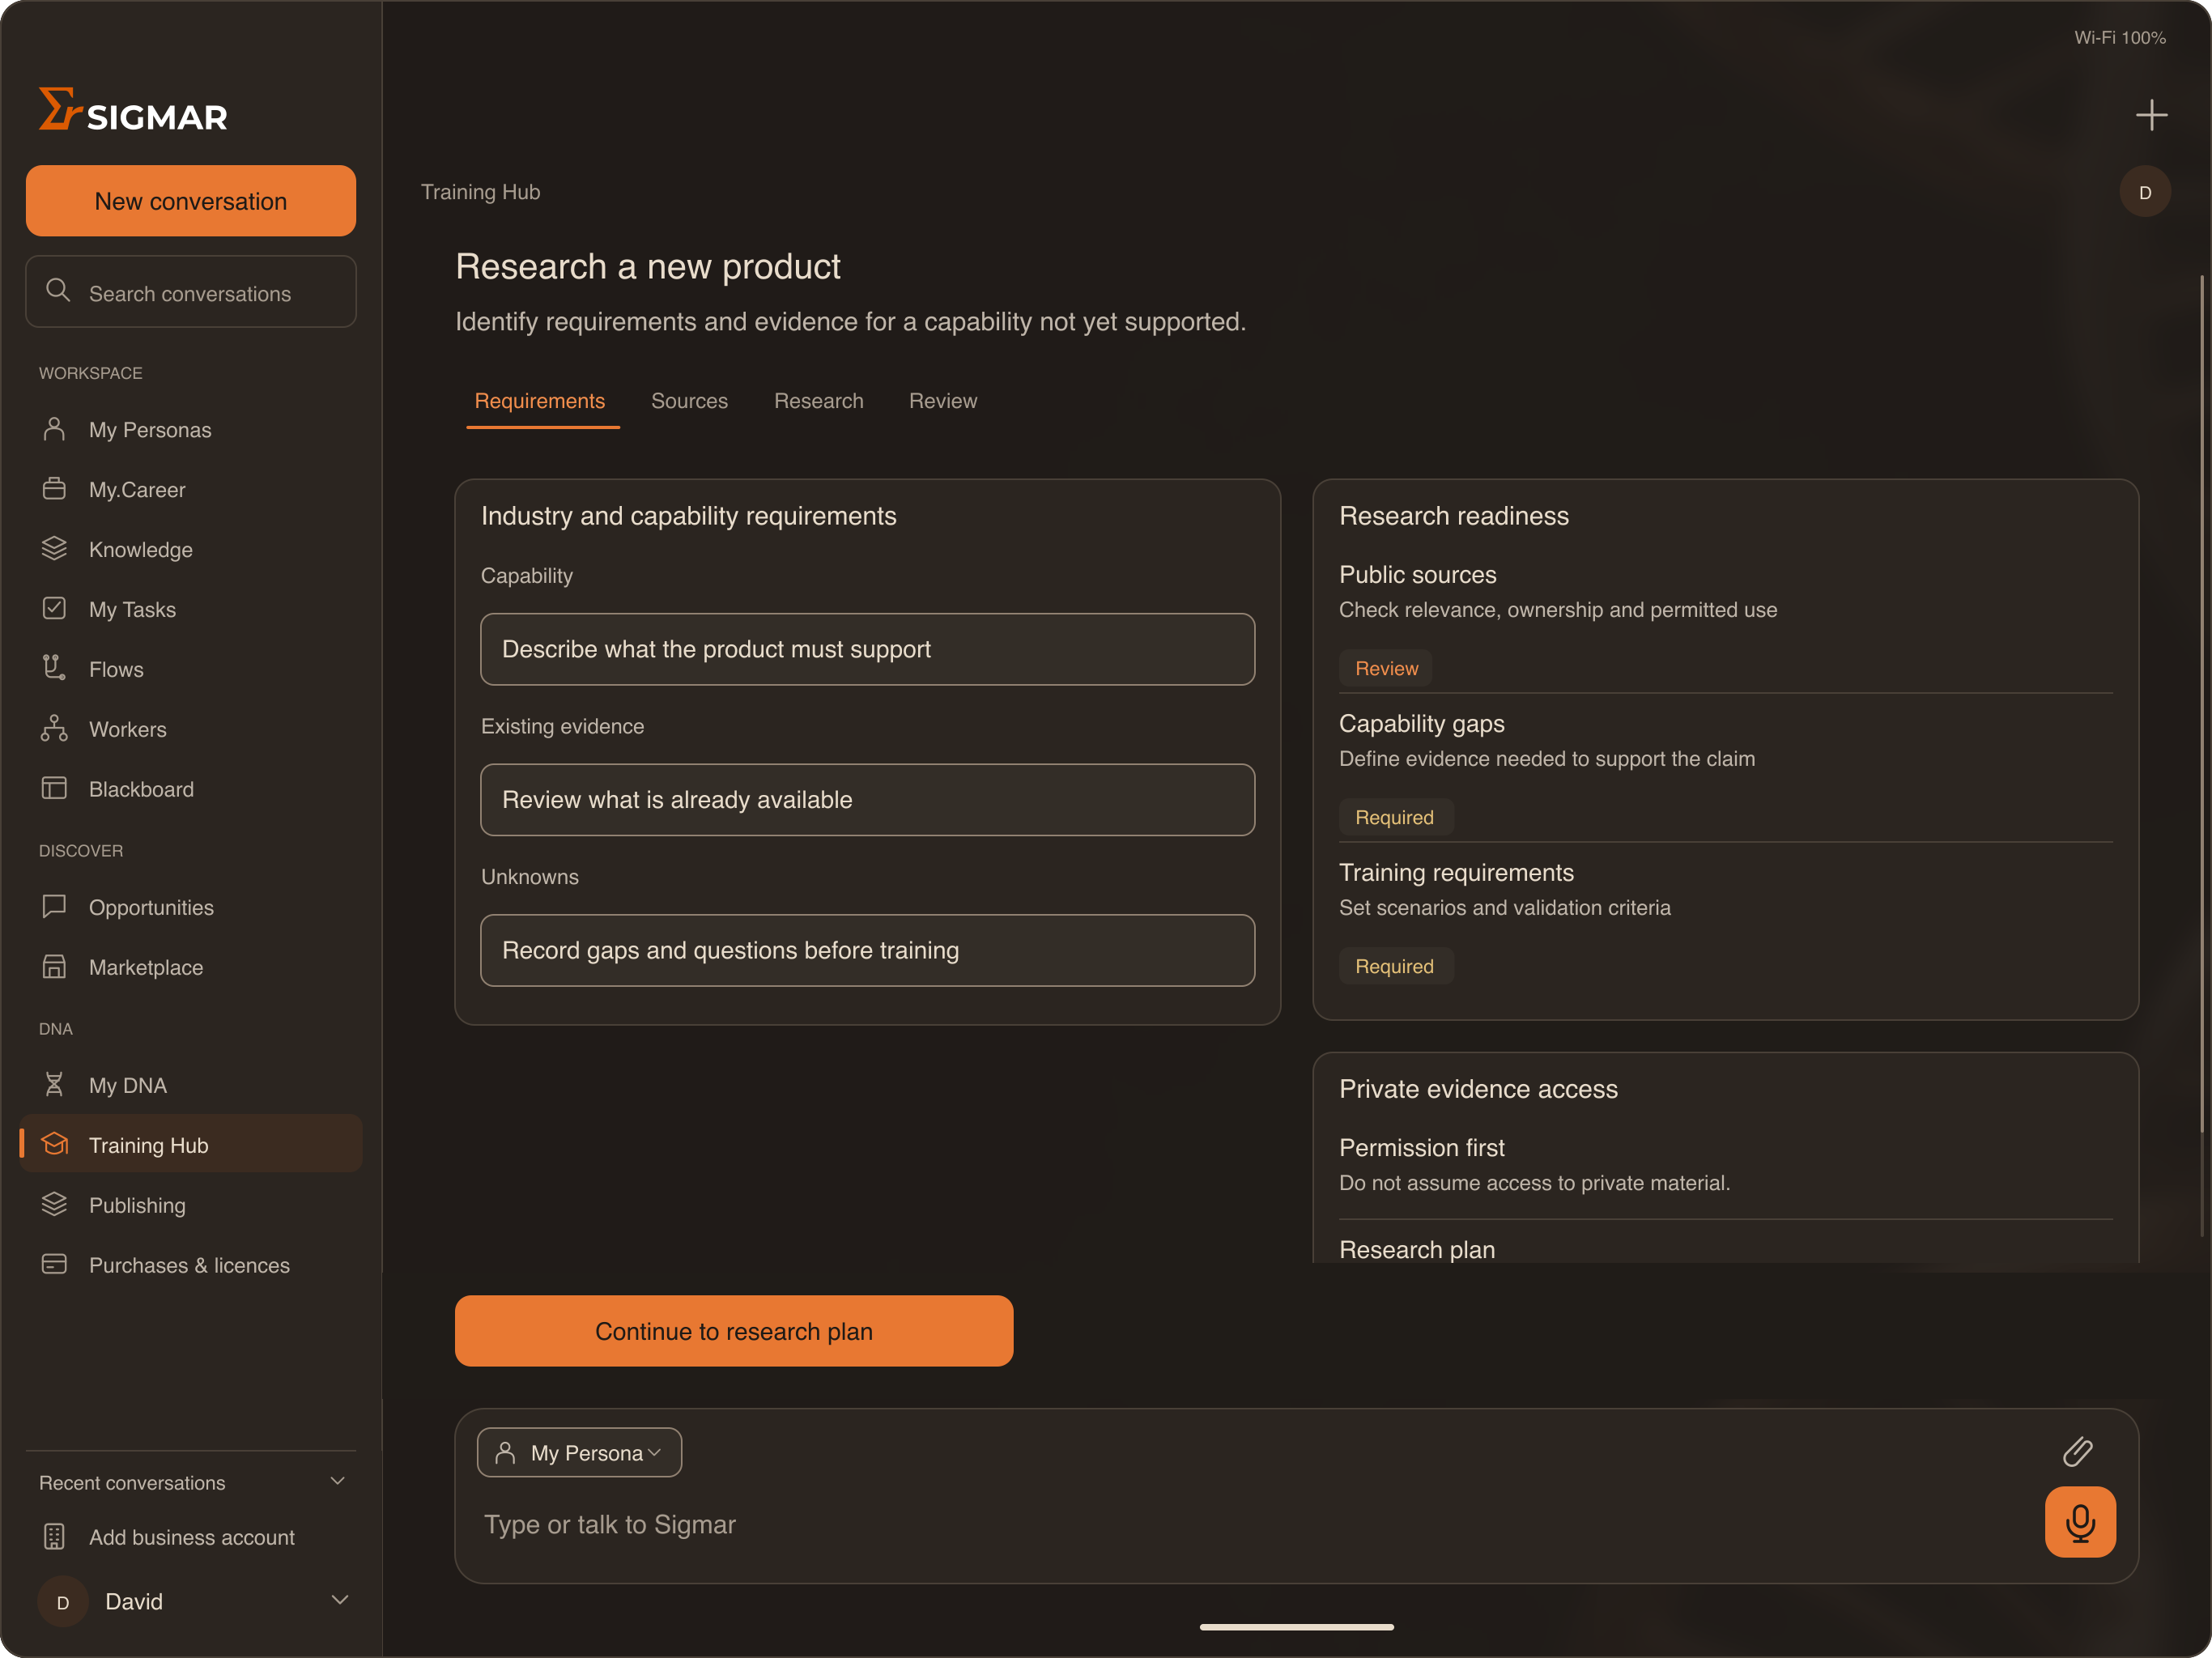 Wi-Fi 100%
SIGMAR
New conversation
Search conversations
WORKSPACE
My Personas
My.Career
Knowledge
My Tasks
Flows
Workers
Blackboard
DISCOVER
Opportunities
Marketplace
DNA
My DNA
Training Hub
Publishing
Purchases & licences
Recent conversations
Add business account
D
David
Training Hub
D
Research a new product
Identify requirements and evidence for a capability not yet supported.
Requirements
Sources
Research
Review
Industry and capability requirements
Capability
Describe what the product must support
Existing evidence
Review what is already available
Unknowns
Record gaps and questions before training
Research readiness
Public sources
Check relevance, ownership and permitted use
Review
Capability gaps
Define evidence needed to support the claim
Required
Training requirements
Set scenarios and validation criteria
Required
Private evidence access
Permission first
Do not assume access to private material.
Research plan
Continue to research plan
My Persona
Type or talk to Sigmar